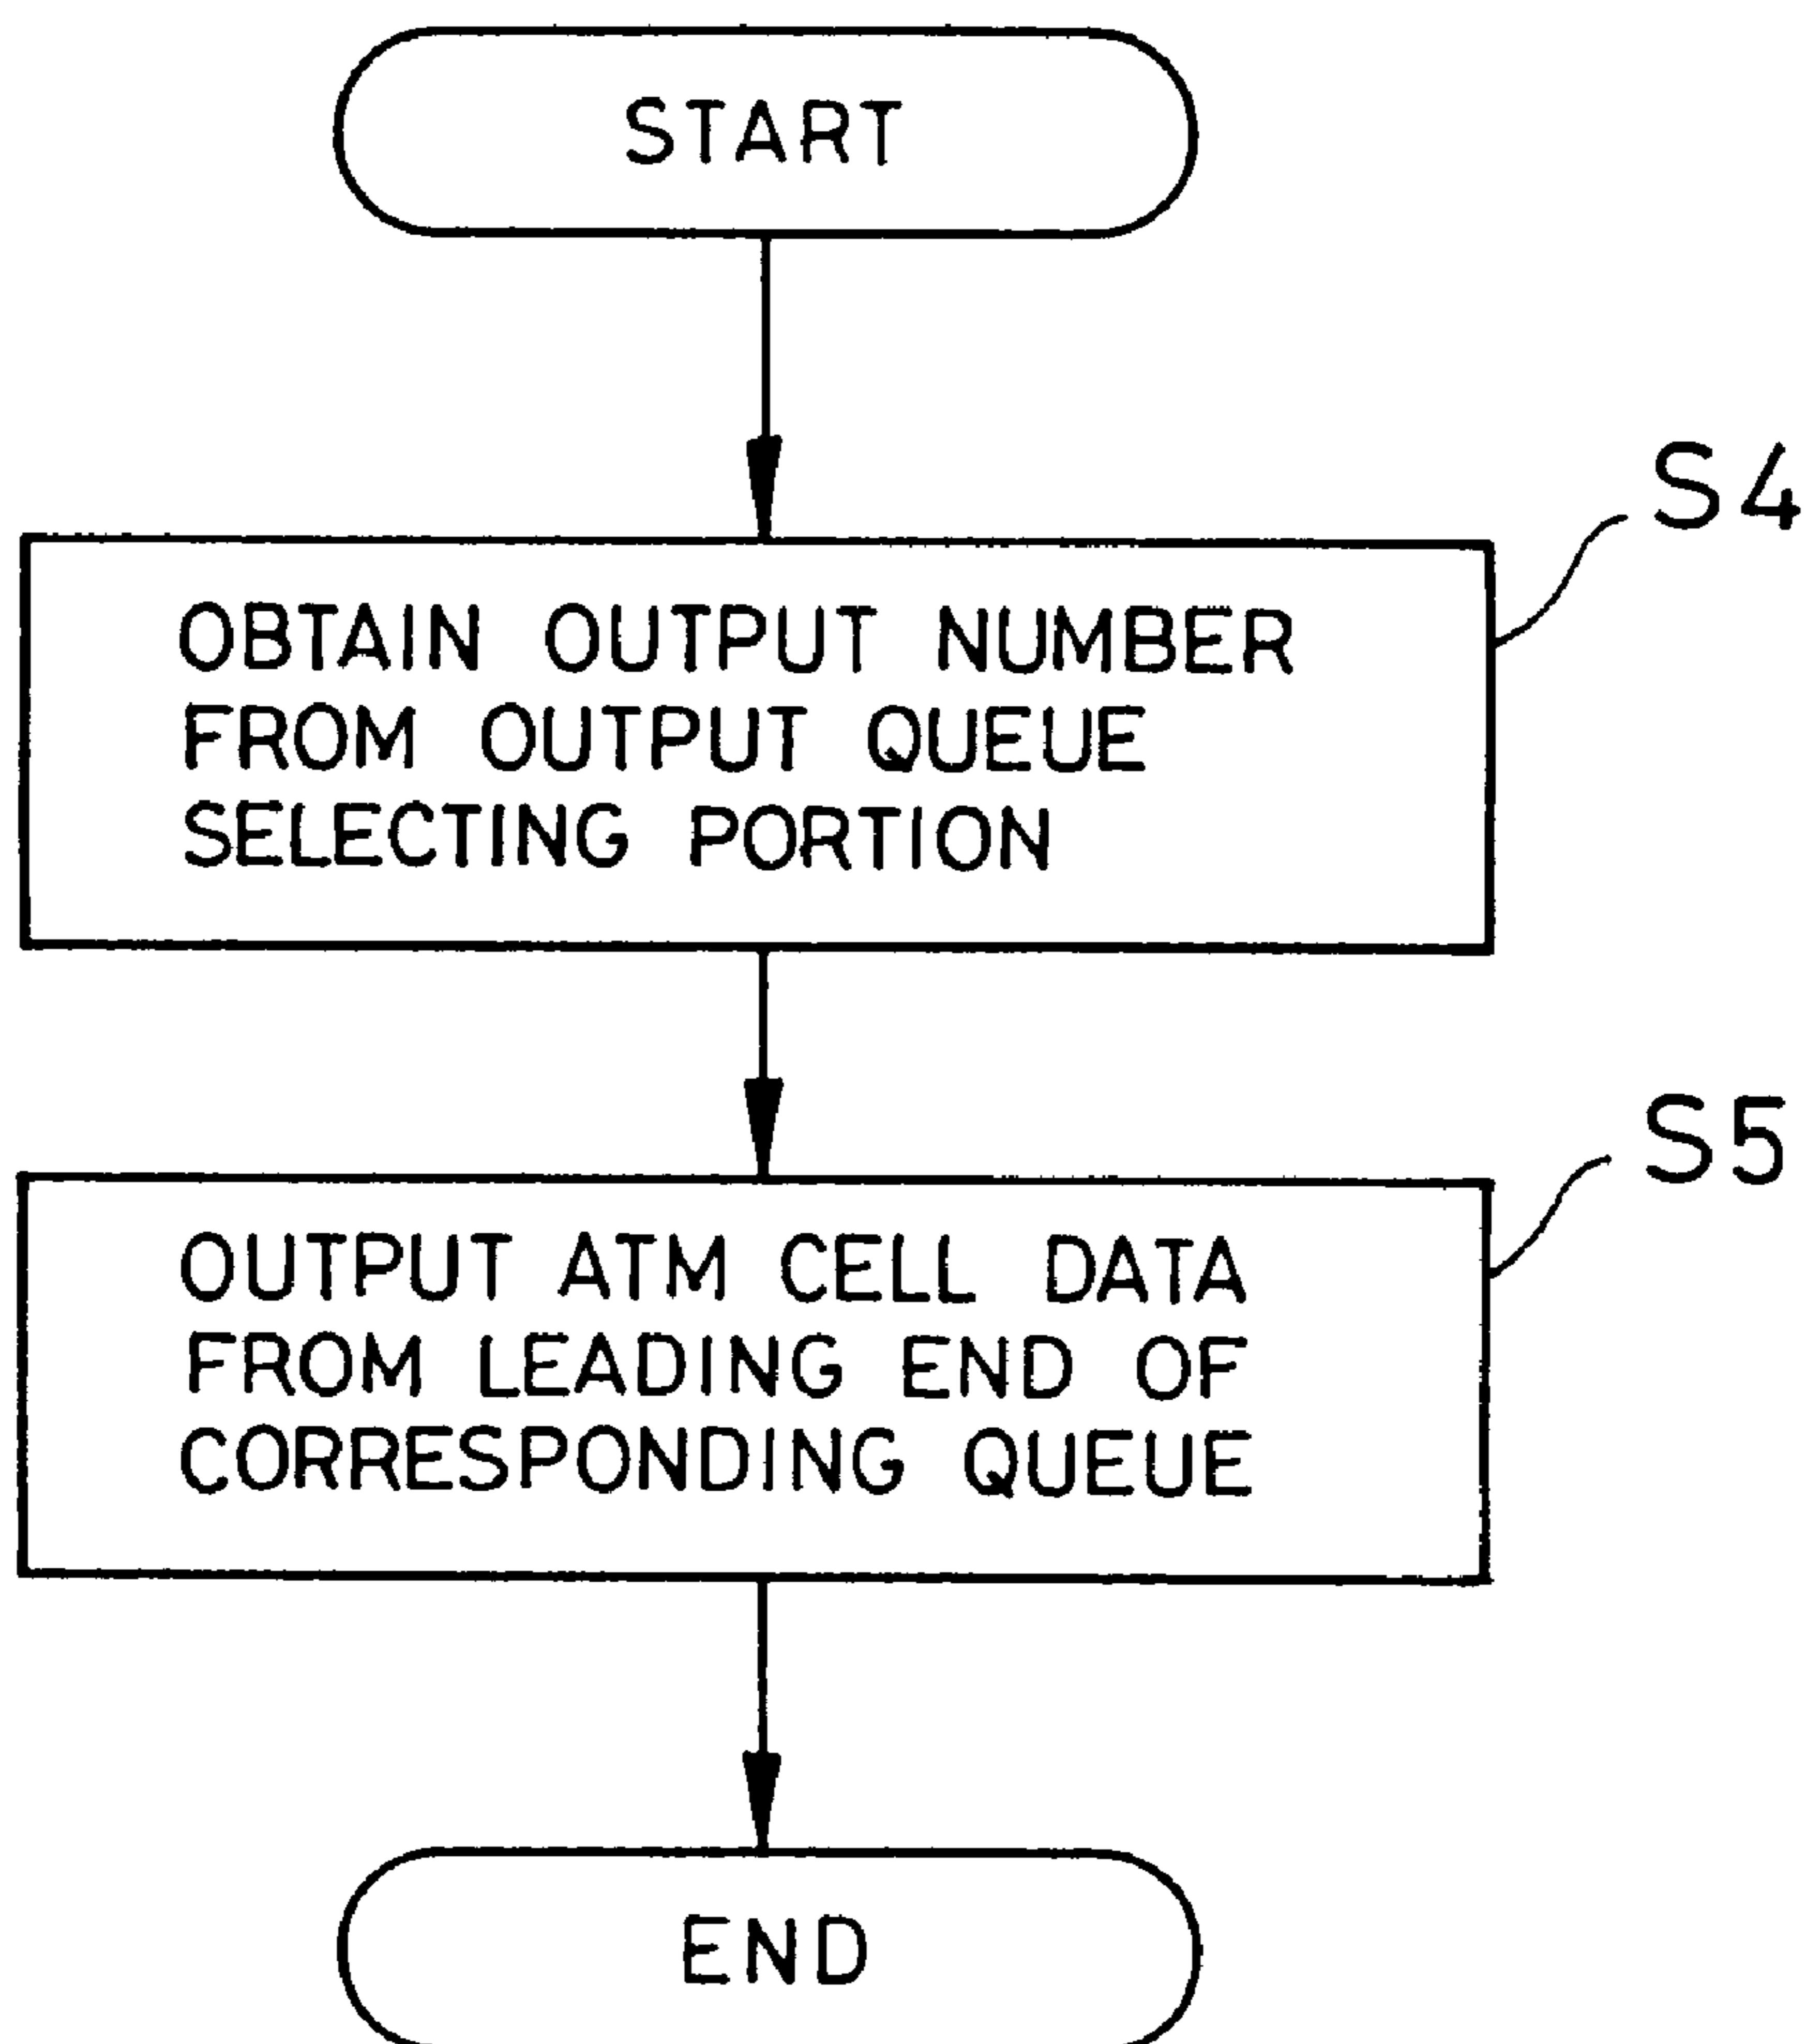 START
S4
OBTAIN OUTPUT NUMBER
FROM OUTPUT QUEUE
SELECTING PORTION
S5
OUTPUT ATM CELL DATA
FROM LEADING END OF
CORRESPONDING QUEUE
END